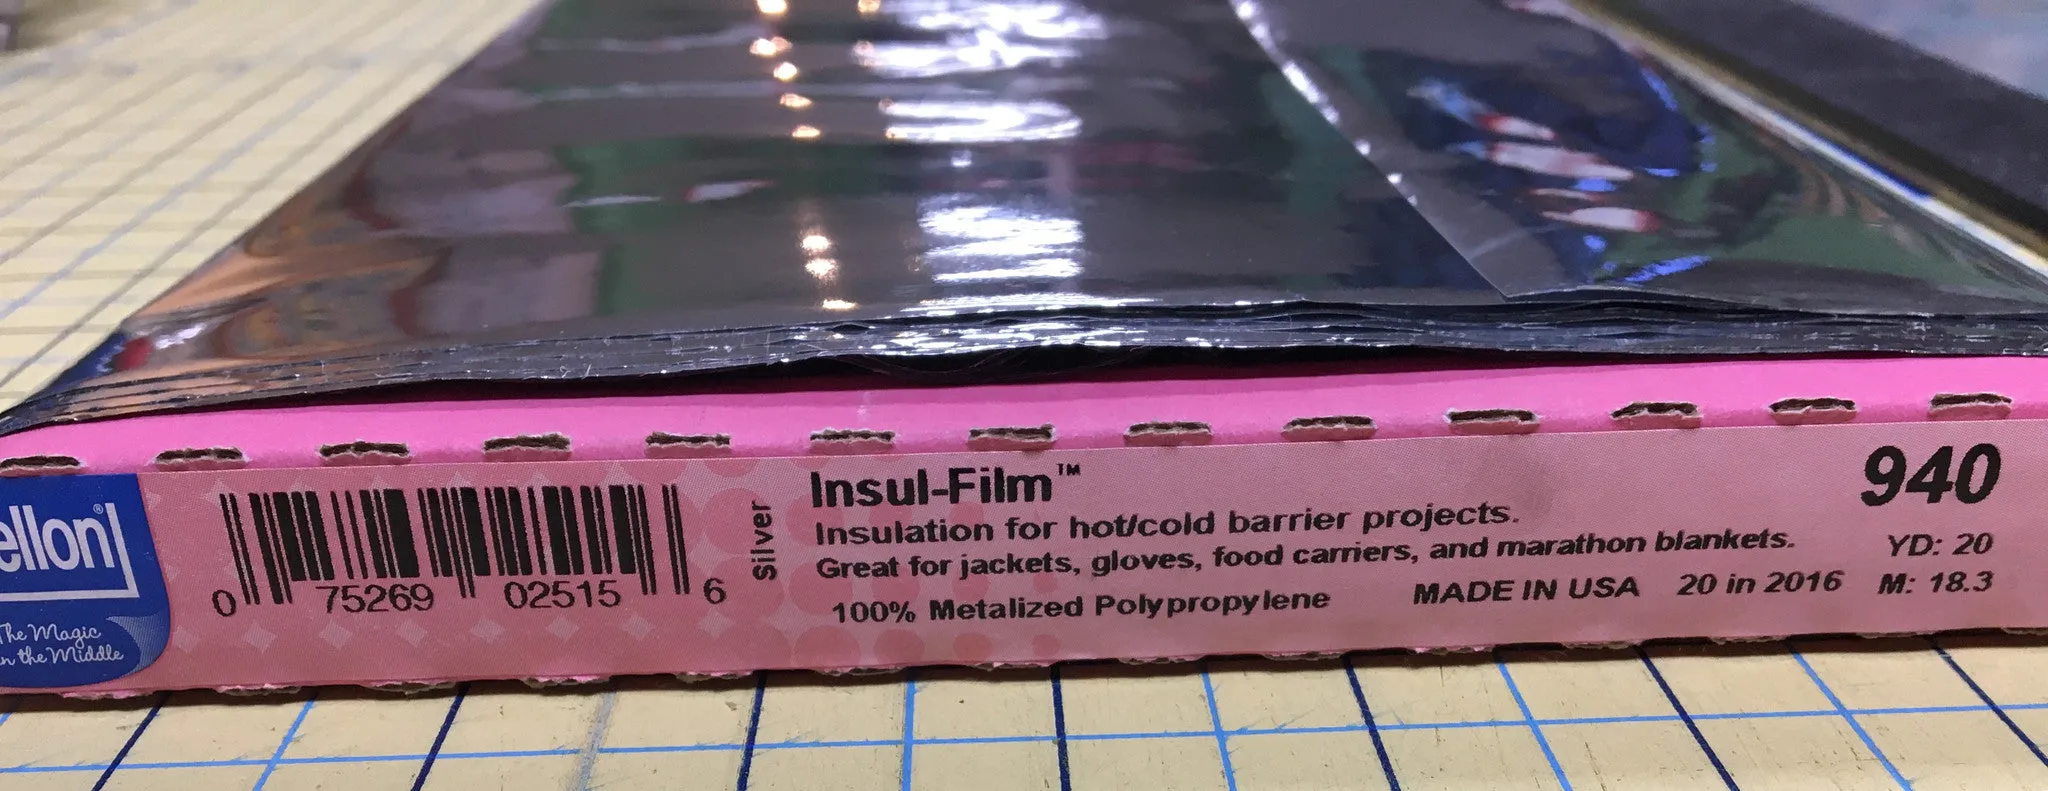 ellon®
The Magic
in the Middle
0 75269 02515 6
Silver
Insul-Film™
Insulation for hot/cold barrier projects.
Great for jackets, gloves, food carriers, and marathon blankets.
100% Metalized Polypropylene
MADE IN USA 20 in 2016
940
YD: 20
M: 18.3